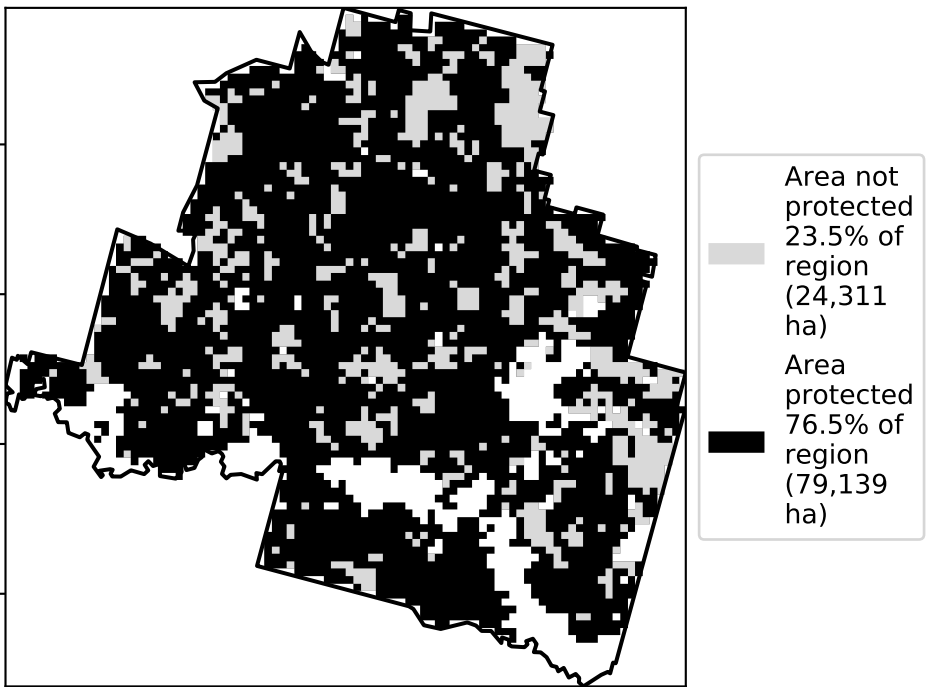 Area not
protected
23.5% of
region
(24,311
ha)
Area
protected
76.5% of
region
(79,139
ha)